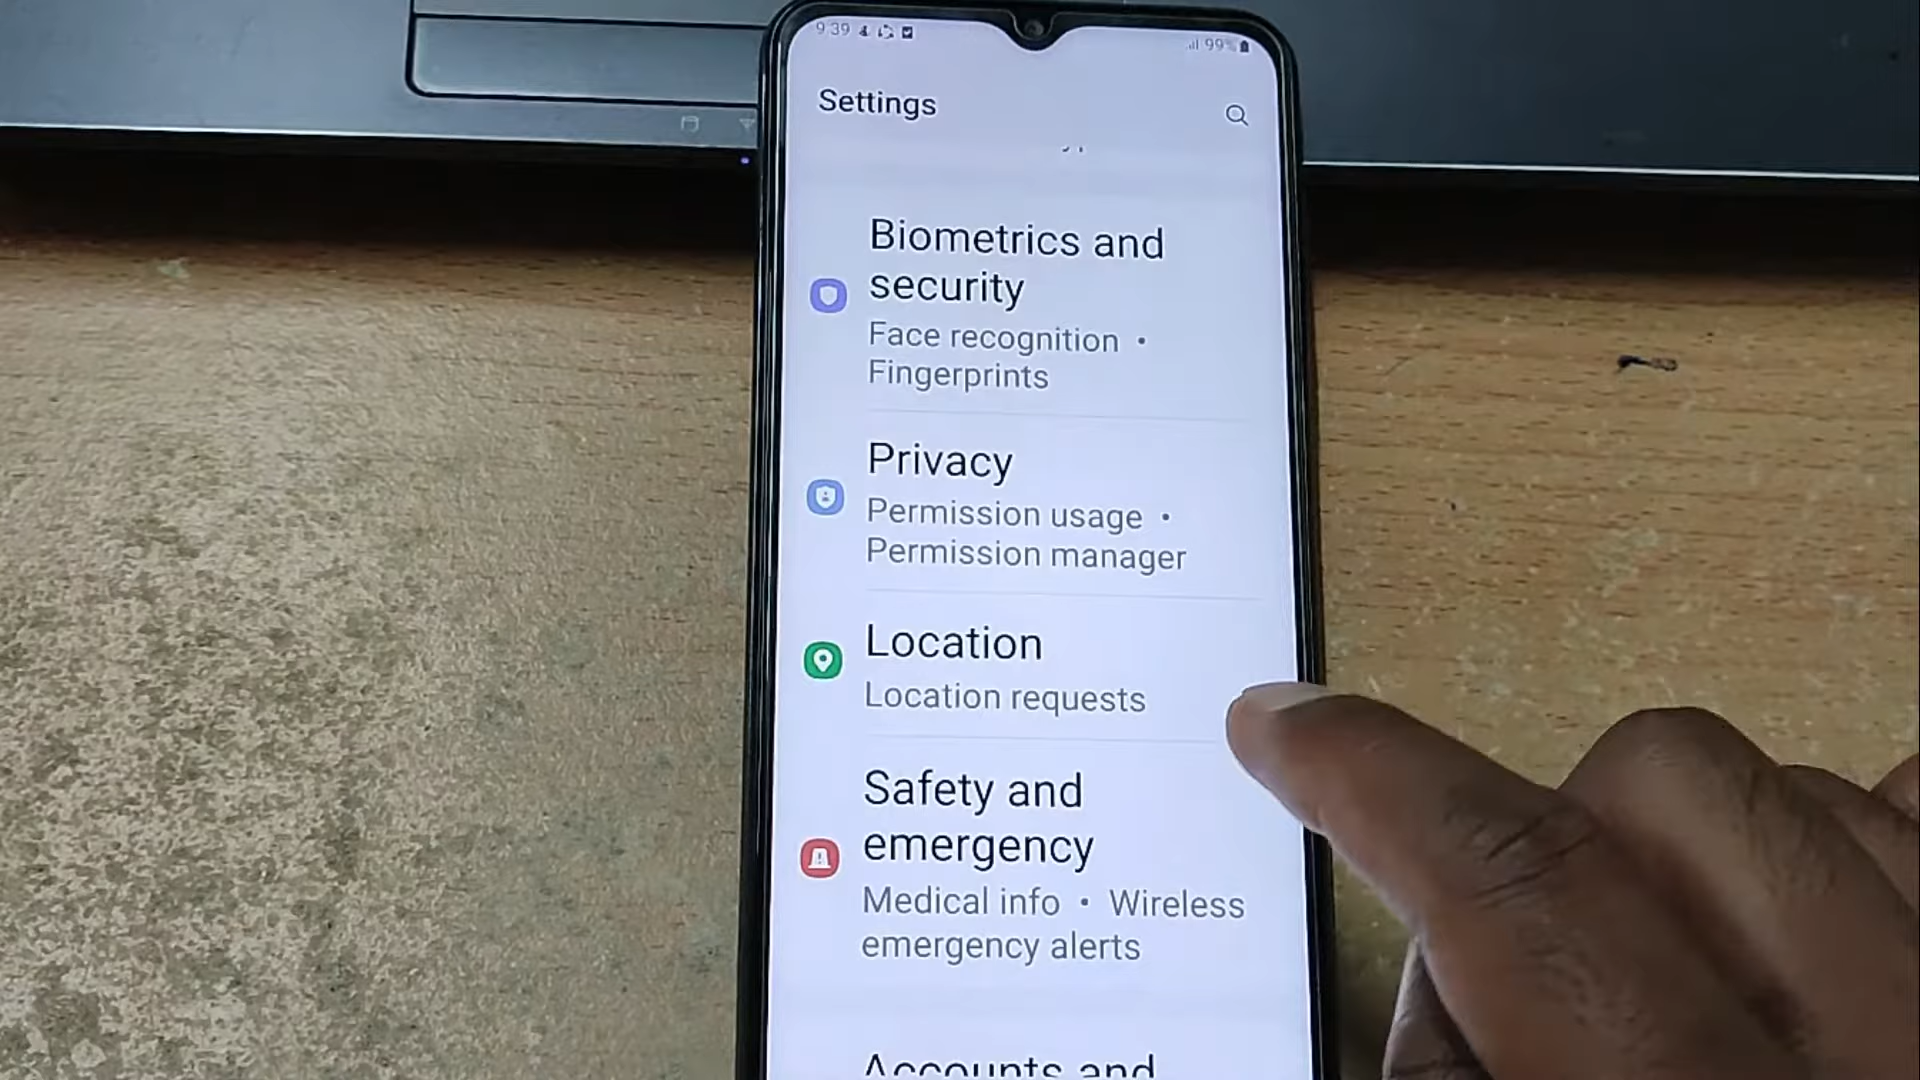 9:39
99%
Settings
Biometrics and
security
Face recognition •
Fingerprints
Privacy
Permission usage •
Permission manager
Location
Location requests
Safety and
emergency
Medical info • Wireless
emergency alerts
Accounts and